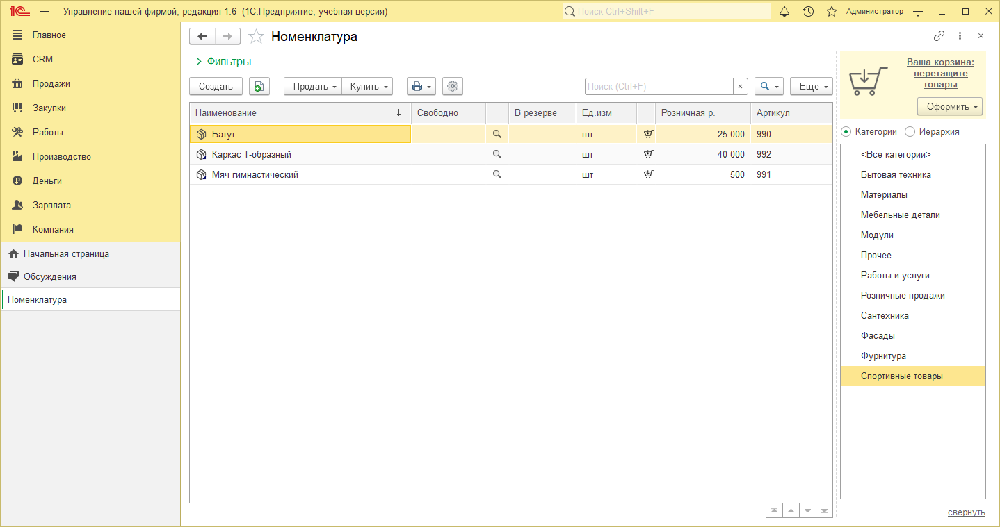 1С Управление нашей фирмой, редакция 1.6 (1С:Предприятие, учебная версия) Поиск Ctrl+Shift+F Администратор
Главное
CRM
Продажи
Закупки
Работы
Производство
Деньги
Зарплата
Компания
Начальная страница
Обсуждения
Номенклатура
Номенклатура
Фильтры
Создать Продать Купить Поиск (Ctrl+F) × Еще
Наименование ↓ Свободно В резерве Ед.изм Розничная р. Артикул
Батут шт 25 000 990
Каркас Т-образный шт 40 000 992
Мяч гимнастический шт 500 991
Ваша корзина:
перетащите
товары
Оформить
Категории Иерархия
<Все категории>
Бытовая техника
Материалы
Мебельные детали
Модули
Прочее
Работы и услуги
Розничные продажи
Сантехника
Фасады
Фурнитура
Спортивные товары
свернуть